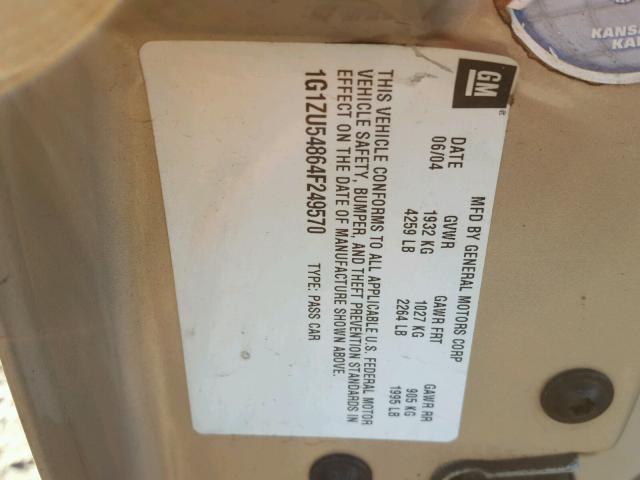 GM
MFD BY GENERAL MOTORS CORP
DATE GVWR GAWR FRT GAWR RR
06/04 1932 KG 1027 KG 905 KG
4259 LB 2264 LB 1995 LB
THIS VEHICLE CONFORMS TO ALL APPLICABLE U.S. FEDERAL MOTOR
VEHICLE SAFETY, BUMPER, AND THEFT PREVENTION STANDARDS IN
EFFECT ON THE DATE OF MANUFACTURE SHOWN ABOVE.
1G1ZU54864F249570 TYPE: PASS CAR